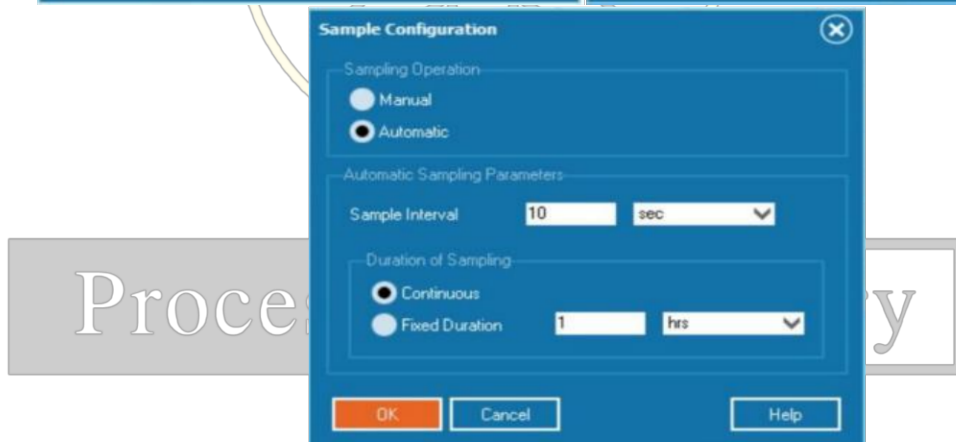 Sample Configuration
Sampling Operation
Manual
Automatic
Automatic Sampling Parameters
Sample Interval 10 sec
Duration of Sampling
Continuous
Fixed Duration 1 hrs
OK Cancel Help